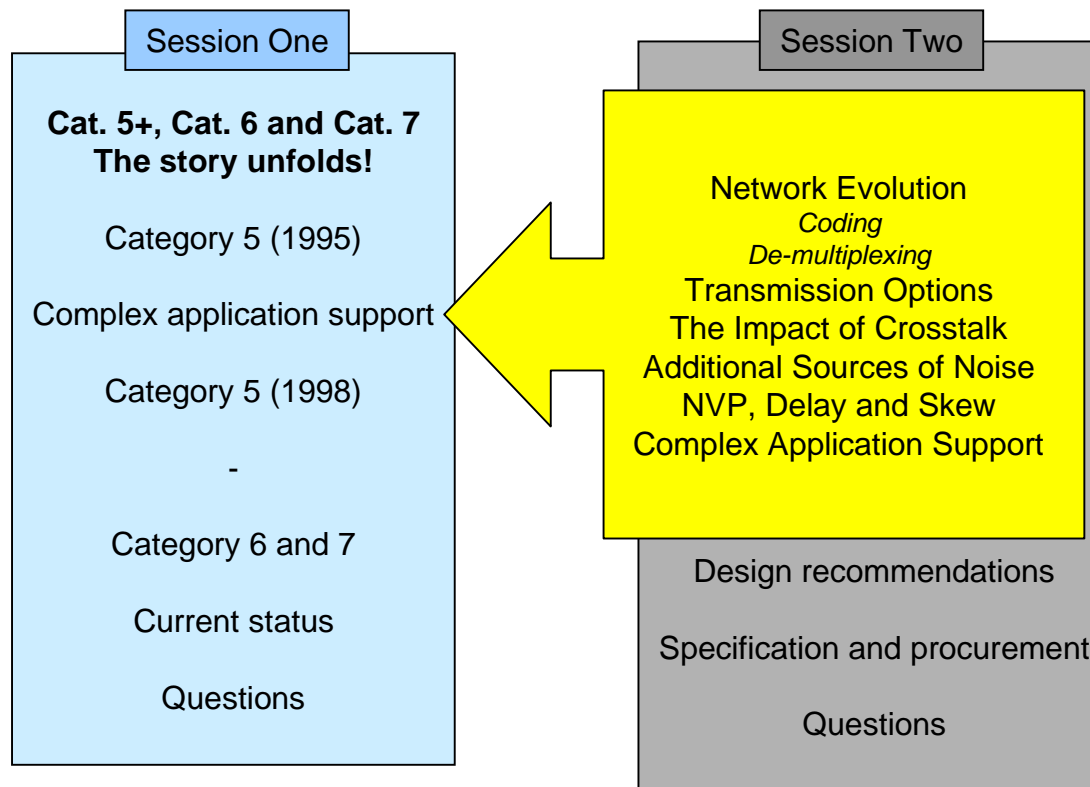 Session One
Cat. 5+, Cat. 6 and Cat. 7
The story unfolds!
Category 5 (1995)
Complex application support
Category 5 (1998)
-
Category 6 and 7
Current status
Questions
Session Two
Network Evolution
Coding
De-multiplexing
Transmission Options
The Impact of Crosstalk
Additional Sources of Noise
NVP, Delay and Skew
Complex Application Support
Design recommendations
Specification and procurement
Questions